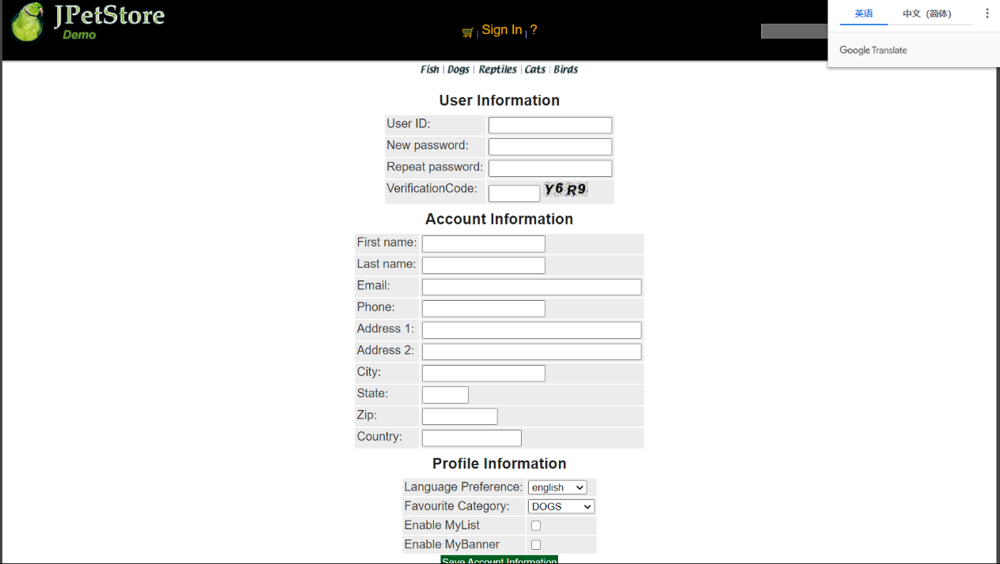 JPetStore
Demo
Sign In | ?
英语 中文（简体）
Google Translate
Fish | Dogs | Reptiles | Cats | Birds
User Information
User ID:
New password:
Repeat password:
VerificationCode: Y6R9
Account Information
First name:
Last name:
Email:
Phone:
Address 1:
Address 2:
City:
State:
Zip:
Country:
Profile Information
Language Preference: english
Favourite Category: DOGS
Enable MyList
Enable MyBanner
Save Account Information